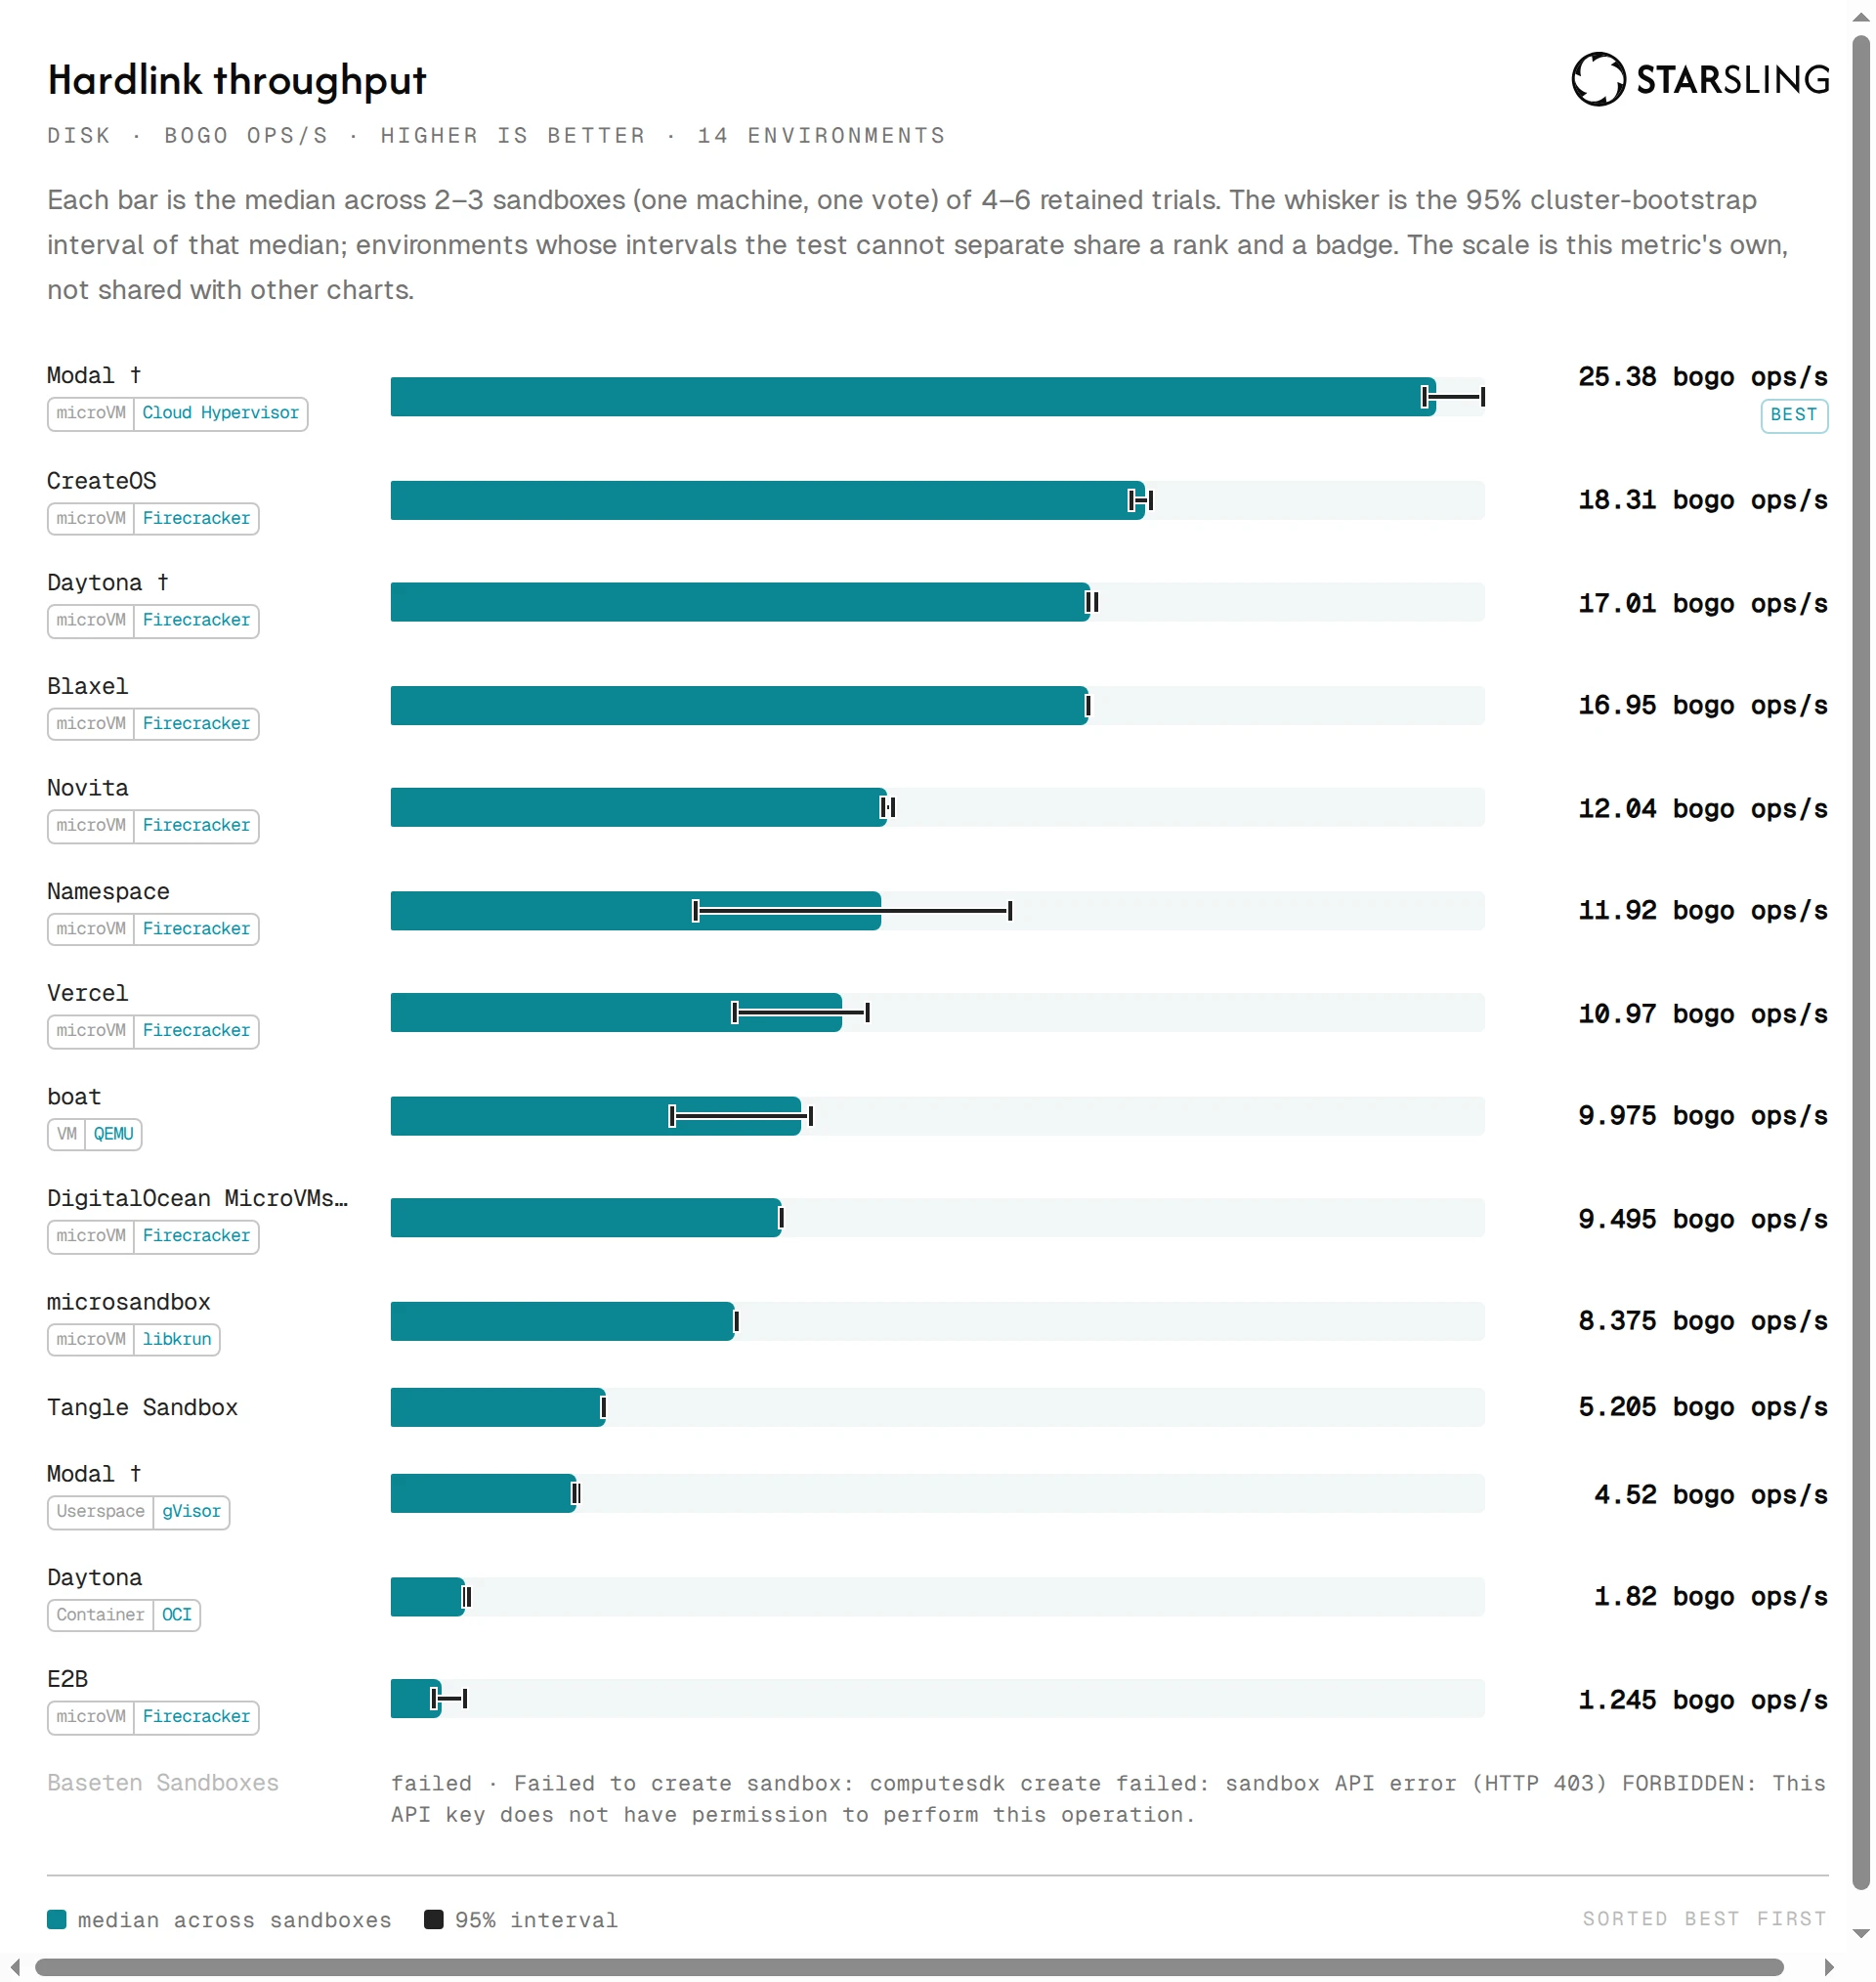 Hardlink throughput
STARSLING
DISK · BOGO OPS/S · HIGHER IS BETTER · 14 ENVIRONMENTS
Each bar is the median across 2–3 sandboxes (one machine, one vote) of 4–6 retained trials. The whisker is the 95% cluster-bootstrap
interval of that median; environments whose intervals the test cannot separate share a rank and a badge. The scale is this metric's own,
not shared with other charts.
Modal †
microVM Cloud Hypervisor
25.38 bogo ops/s
BEST
CreateOS
microVM Firecracker
18.31 bogo ops/s
Daytona †
microVM Firecracker
17.01 bogo ops/s
Blaxel
microVM Firecracker
16.95 bogo ops/s
Novita
microVM Firecracker
12.04 bogo ops/s
Namespace
microVM Firecracker
11.92 bogo ops/s
Vercel
microVM Firecracker
10.97 bogo ops/s
boat
VM QEMU
9.975 bogo ops/s
DigitalOcean MicroVMs…
microVM Firecracker
9.495 bogo ops/s
microsandbox
microVM libkrun
8.375 bogo ops/s
Tangle Sandbox
5.205 bogo ops/s
Modal †
Userspace gVisor
4.52 bogo ops/s
Daytona
Container OCI
1.82 bogo ops/s
E2B
microVM Firecracker
1.245 bogo ops/s
Baseten Sandboxes
failed · Failed to create sandbox: computesdk create failed: sandbox API error (HTTP 403) FORBIDDEN: This
API key does not have permission to perform this operation.
median across sandboxes
95% interval
SORTED BEST FIRST